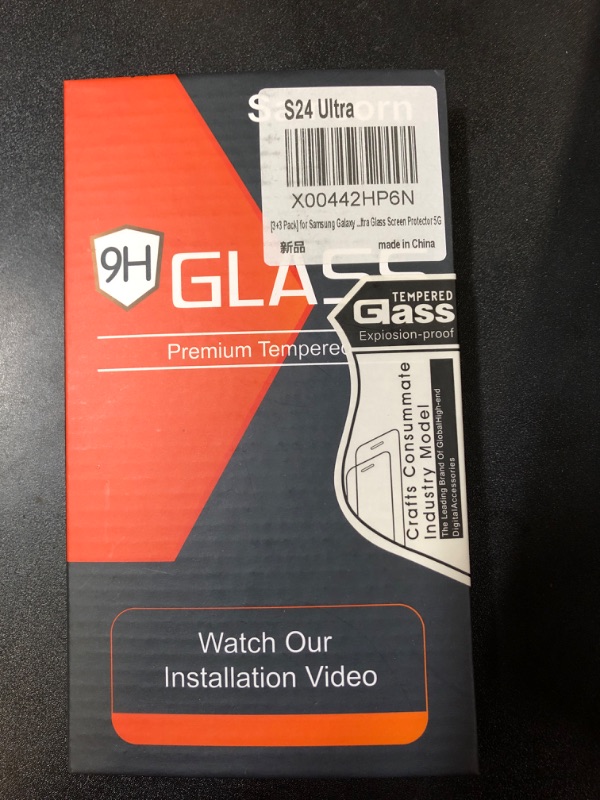 S24 Ultra
X00442HP6N
[3+3 Pack] for Samsung Galaxy ...ltra Glass Screen Protector 5G
新品 made in China
9H
GLASS
Premium Tempered
TEMPERED
Glass
Expiosion-proof
Crafts Consummate
Industry Model
The Leading Brand Of GlobalHigh-end
DigitalAccessories
Watch Our
Installation Video